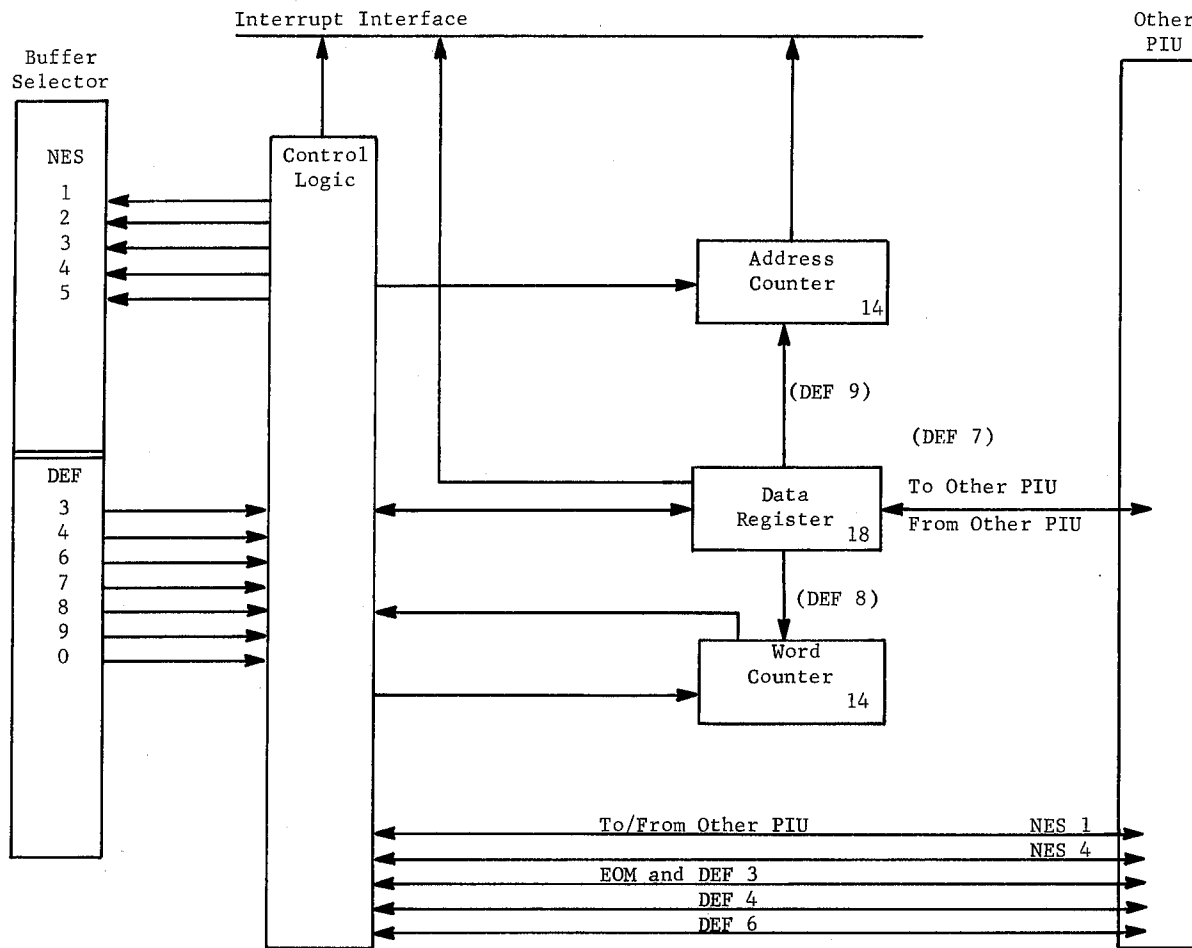 Interrupt Interface
Other
PIU
Buffer
Selector
NES
1
2
3
4
5
Control
Logic
Address
Counter
14
(DEF 9)
(DEF 7)
DEF
3
4
6
7
8
9
0
Data
Register
18
To Other PIU
From Other PIU
(DEF 8)
Word
Counter
14
To/From Other PIU NES 1
NES 4
EOM and DEF 3
DEF 4
DEF 6